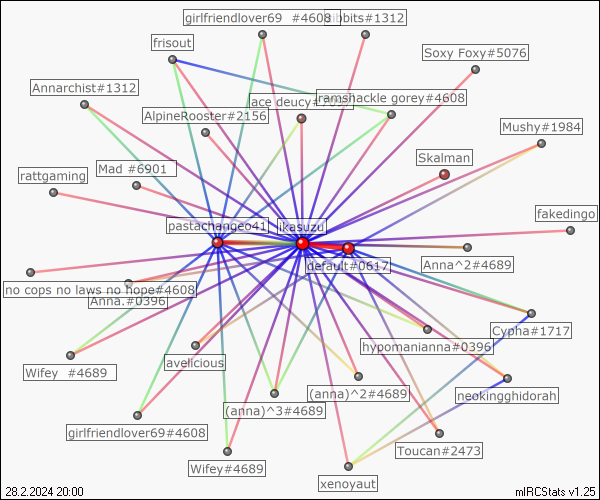 girlfriendlover69 #4608
ibbits#1312
frisout
Soxy Foxy#5076
Annarchist#1312
ace deucy#70
ramshackle gorey#4608
AlpineRooster#2156
Mushy#1984
Skalman
Mad #6901
rattgaming
fakedingo
pastachangeo41
ikasuzu
default#0617
Anna^2#4689
no cops no laws no hope#4608
Anna.#0396
Cypha#1717
hypomanianna#0396
avelicious
Wifey #4689
(anna)^2#4689
neokingghidorah
(anna)^3#4689
girlfriendlover69#4608
Toucan#2473
Wifey#4689
xenoyaut
28.2.2024 20:00
mIRCStats v1.25